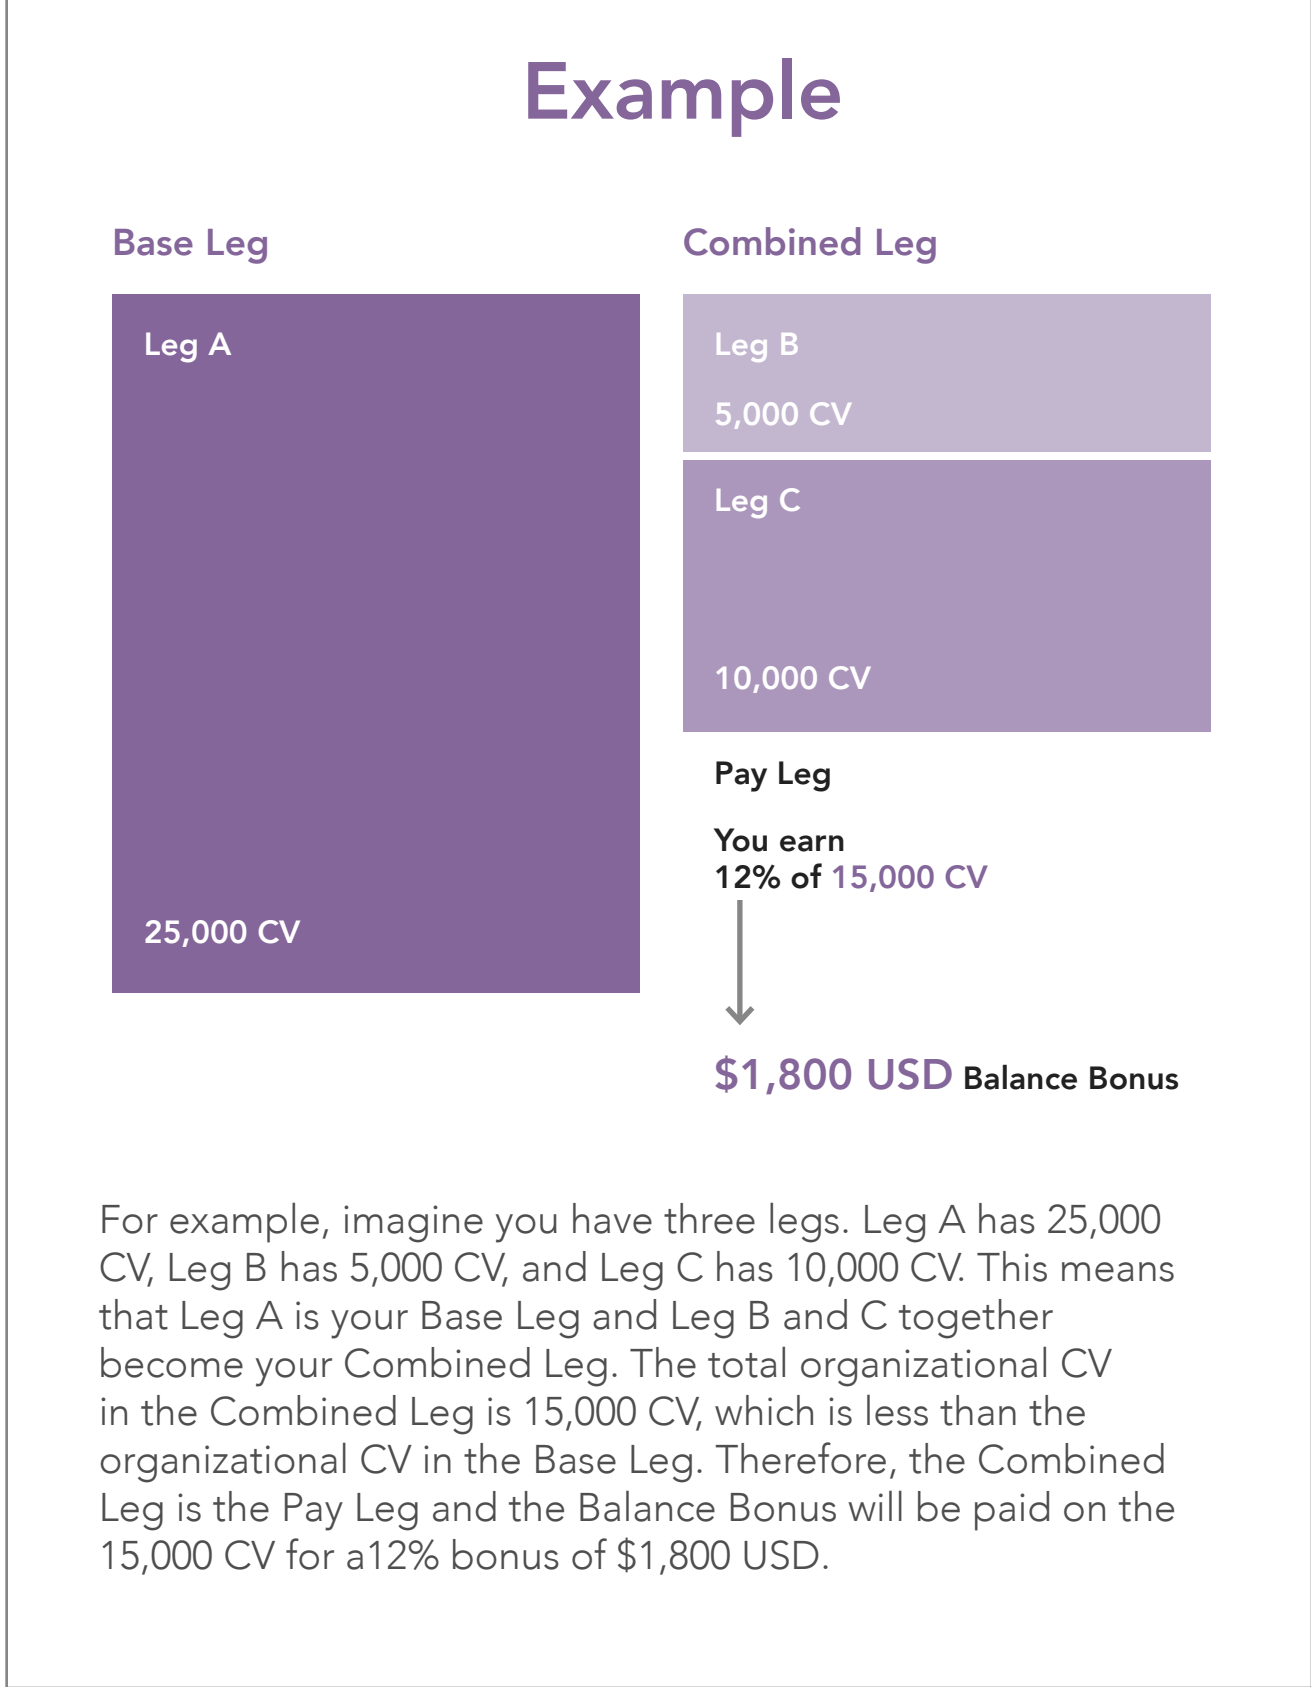 Example
Base Leg
Leg A
25,000 CV
Combined Leg
Leg B
5,000 CV
Leg C
10,000 CV
Pay Leg
You earn
12% of 15,000 CV
$1,800 USD Balance Bonus
For example, imagine you have three legs. Leg A has 25,000
CV, Leg B has 5,000 CV, and Leg C has 10,000 CV. This means
that Leg A is your Base Leg and Leg B and C together
become your Combined Leg. The total organizational CV
in the Combined Leg is 15,000 CV, which is less than the
organizational CV in the Base Leg. Therefore, the Combined
Leg is the Pay Leg and the Balance Bonus will be paid on the
15,000 CV for a12% bonus of $1,800 USD.